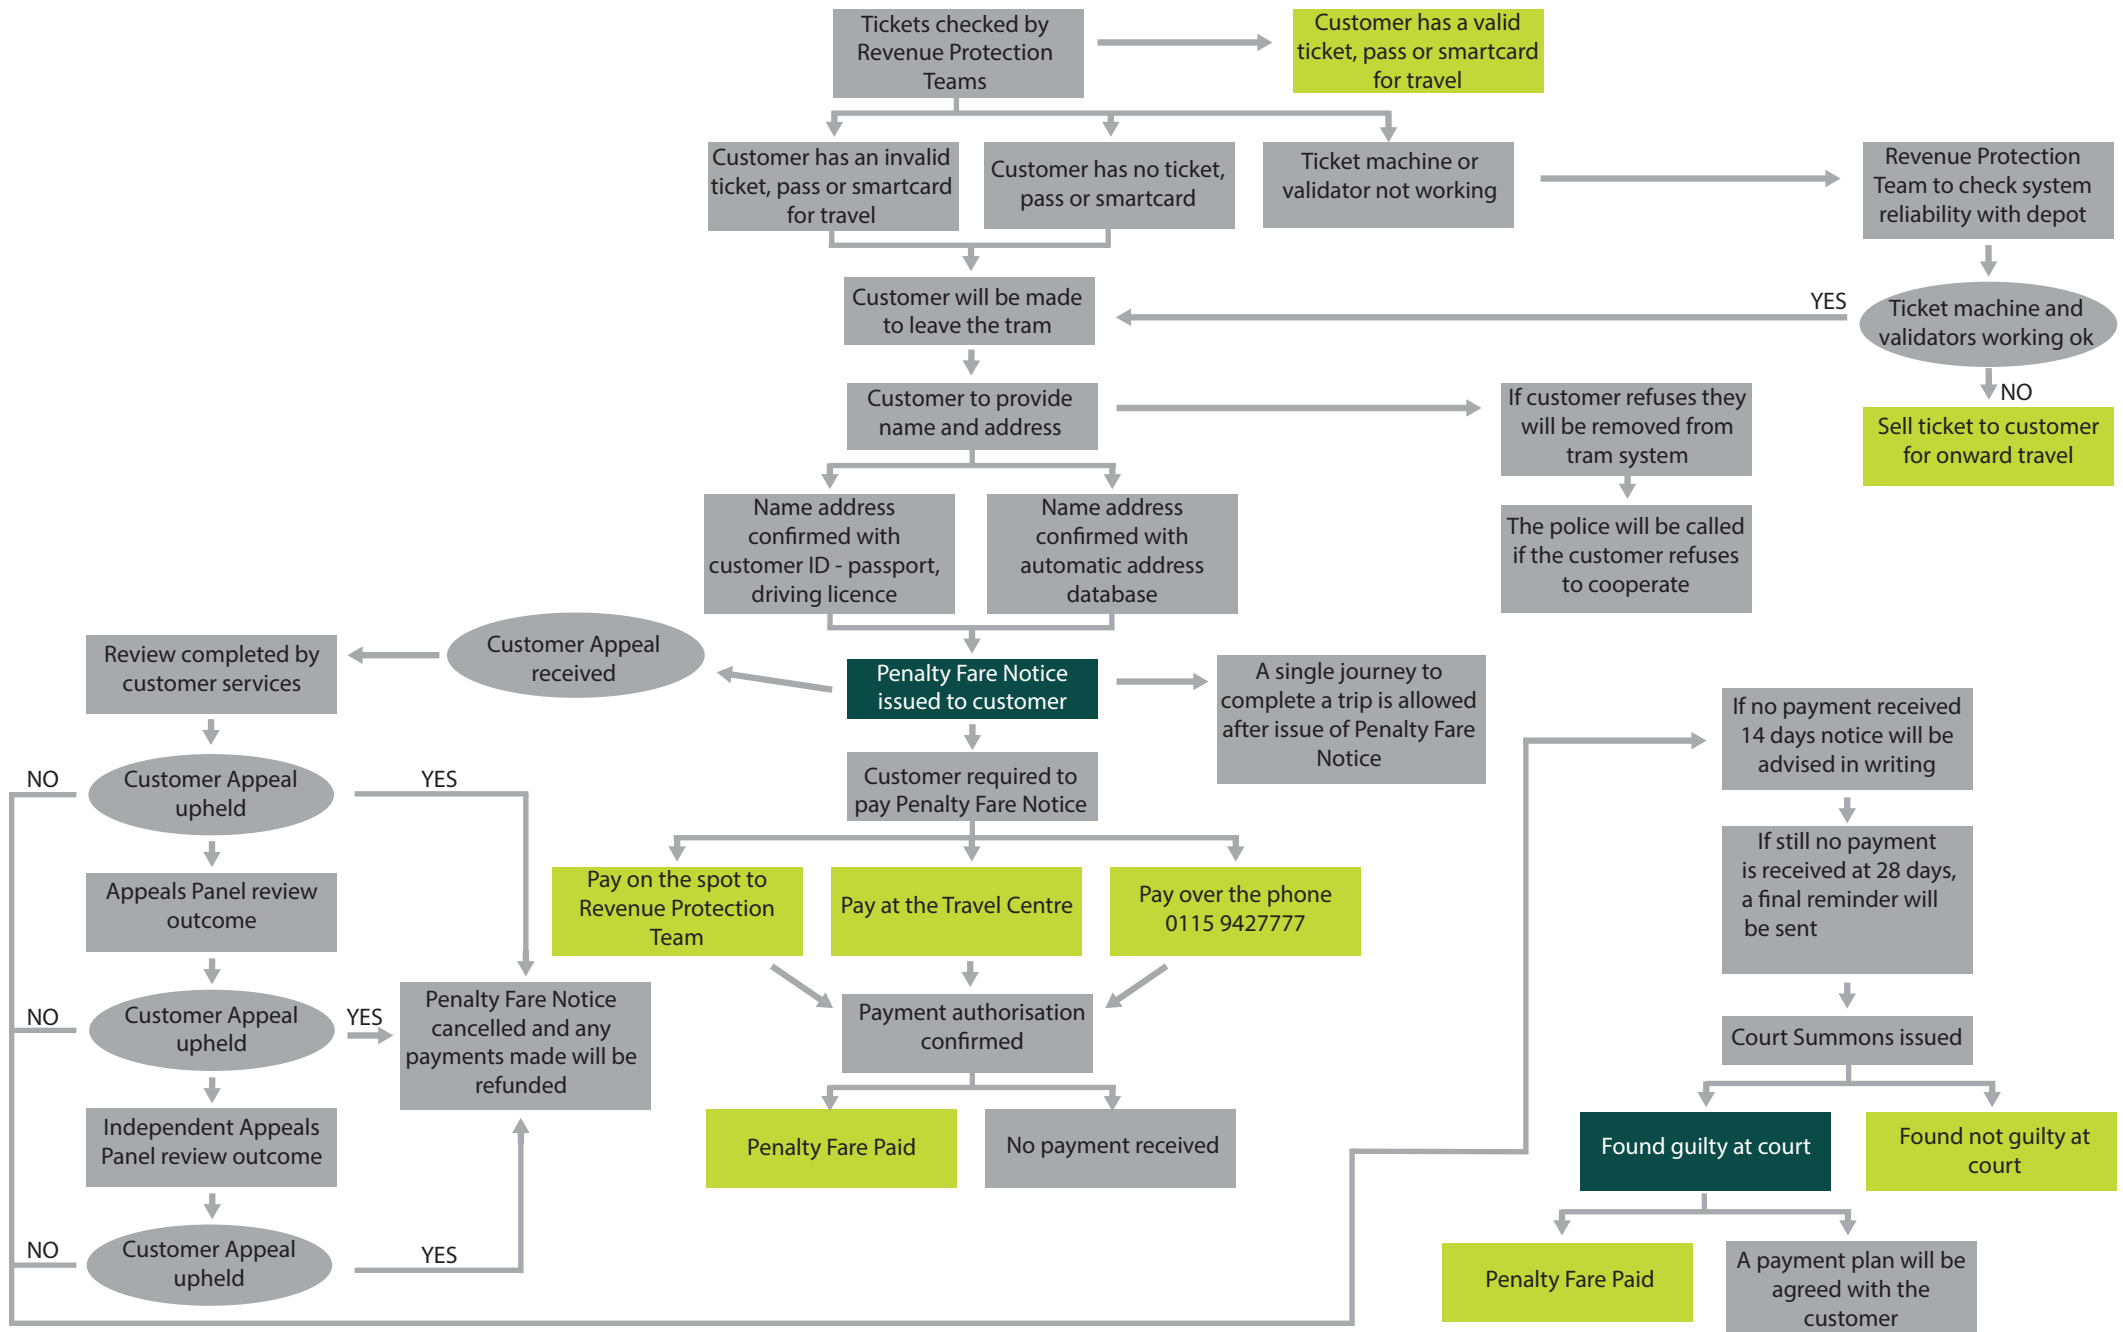 Tickets checked by
Revenue Protection
Teams
Customer has a valid
ticket, pass or smartcard
for travel
Customer has an invalid
ticket, pass or smartcard
for travel
Customer has no ticket,
pass or smartcard
Ticket machine or
validator not working
Revenue Protection
Team to check system
reliability with depot
Customer will be made
to leave the tram
YES
Ticket machine and
validators working ok
NO
Sell ticket to customer
for onward travel
Customer to provide
name and address
If customer refuses they
will be removed from
tram system
The police will be called
if the customer refuses
to cooperate
Name address
confirmed with
customer ID - passport,
driving licence
Name address
confirmed with
automatic address
database
Penalty Fare Notice
issued to customer
A single journey to
complete a trip is allowed
after issue of Penalty Fare
Notice
Customer Appeal
received
Review completed by
customer services
NO
Customer Appeal
upheld
YES
Appeals Panel review
outcome
NO
Customer Appeal
upheld
YES
Penalty Fare Notice
cancelled and any
payments made will be
refunded
Independent Appeals
Panel review outcome
NO
Customer Appeal
upheld
YES
Customer required to
pay Penalty Fare Notice
Pay on the spot to
Revenue Protection
Team
Pay at the Travel Centre
Pay over the phone
0115 9427777
Payment authorisation
confirmed
Penalty Fare Paid
No payment received
If no payment received
14 days notice will be
advised in writing
If still no payment
is received at 28 days,
a final reminder will
be sent
Court Summons issued
Found guilty at court
Found not guilty at
court
Penalty Fare Paid
A payment plan will be
agreed with the
customer